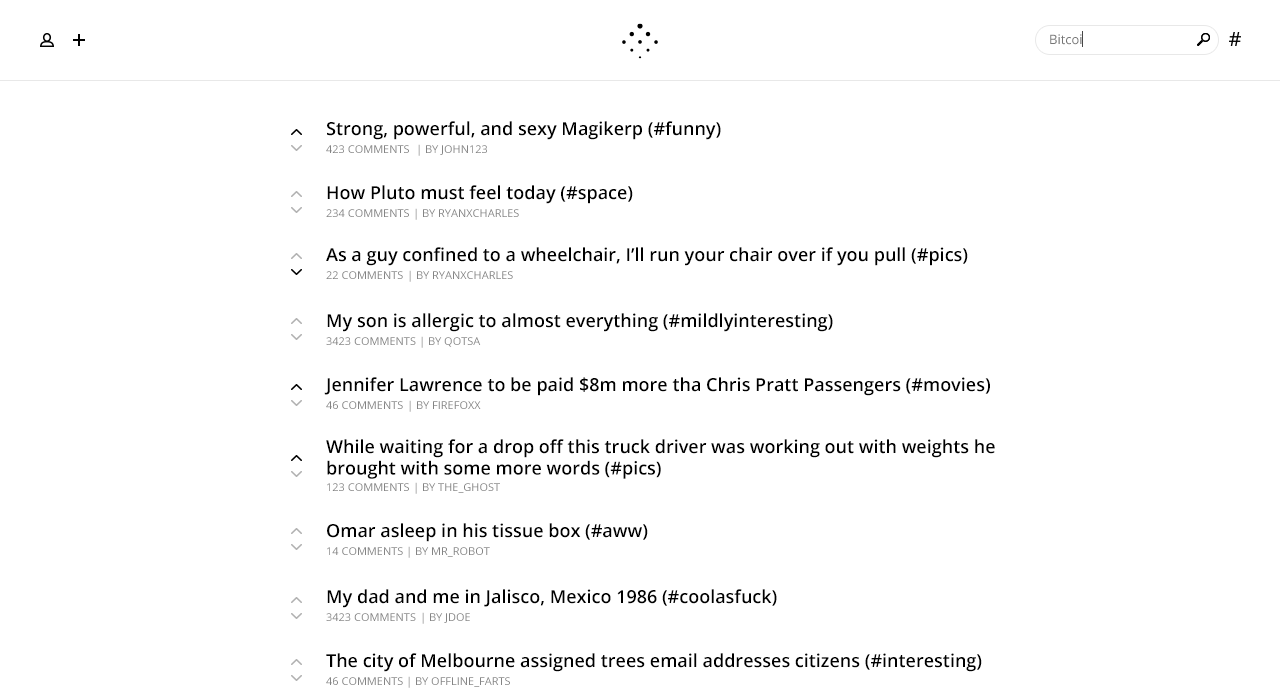 Bitcoi
#
Strong, powerful, and sexy Magikerp (#funny)
423 COMMENTS | BY JOHN123
How Pluto must feel today (#space)
234 COMMENTS | BY RYANXCHARLES
As a guy confined to a wheelchair, I’ll run your chair over if you pull (#pics)
22 COMMENTS | BY RYANXCHARLES
My son is allergic to almost everything (#mildlyinteresting)
3423 COMMENTS | BY QOTSA
Jennifer Lawrence to be paid $8m more tha Chris Pratt Passengers (#movies)
46 COMMENTS | BY FIREFOXX
While waiting for a drop off this truck driver was working out with weights he
brought with some more words (#pics)
123 COMMENTS | BY THE_GHOST
Omar asleep in his tissue box (#aww)
14 COMMENTS | BY MR_ROBOT
My dad and me in Jalisco, Mexico 1986 (#coolasfuck)
3423 COMMENTS | BY JDOE
The city of Melbourne assigned trees email addresses citizens (#interesting)
46 COMMENTS | BY OFFLINE_FARTS